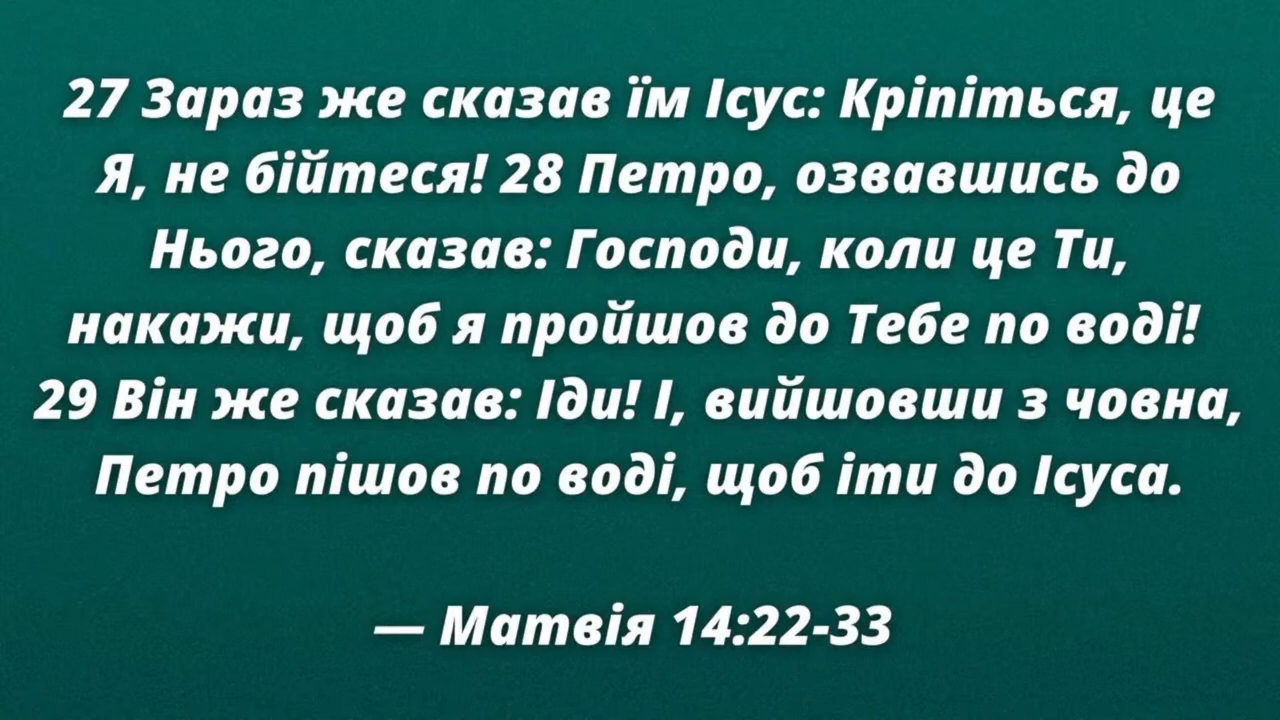 27 Зараз же сказав їм Ісус: Кріпіться, це
Я, не бійтеся! 28 Петро, озвавшись до
Нього, сказав: Господи, коли це Ти,
накажи, щоб я пройшов до Тебе по воді!
29 Він же сказав: Іди! І, вийшовши з човна,
Петро пішов по воді, щоб іти до Ісуса.
— Матвія 14:22-33